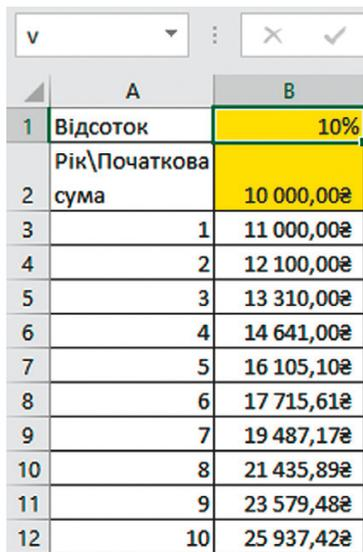 v
A B
1 Відсоток 10%
Рік\Початкова
2 сума 10 000,00₴
3 1 11 000,00₴
4 2 12 100,00₴
5 3 13 310,00₴
6 4 14 641,00₴
7 5 16 105,10₴
8 6 17 715,61₴
9 7 19 487,17₴
10 8 21 435,89₴
11 9 23 579,48₴
12 10 25 937,42₴